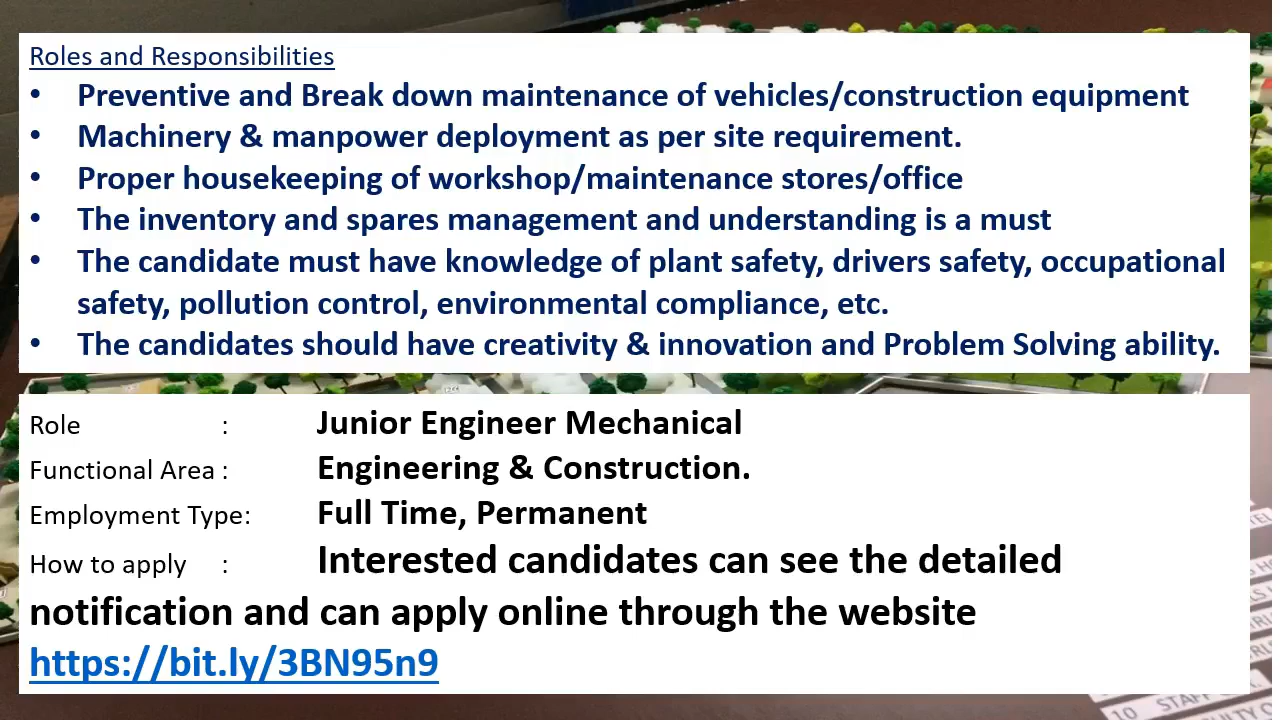 Roles and Responsibilities
• Preventive and Break down maintenance of vehicles/construction equipment
• Machinery & manpower deployment as per site requirement.
• Proper housekeeping of workshop/maintenance stores/office
• The inventory and spares management and understanding is a must
• The candidate must have knowledge of plant safety, drivers safety, occupational
safety, pollution control, environmental compliance, etc.
• The candidates should have creativity & innovation and Problem Solving ability.
Role : Junior Engineer Mechanical
Functional Area : Engineering & Construction.
Employment Type: Full Time, Permanent
How to apply : Interested candidates can see the detailed
notification and can apply online through the website
https://bit.ly/3BN95n9
10 STAFF